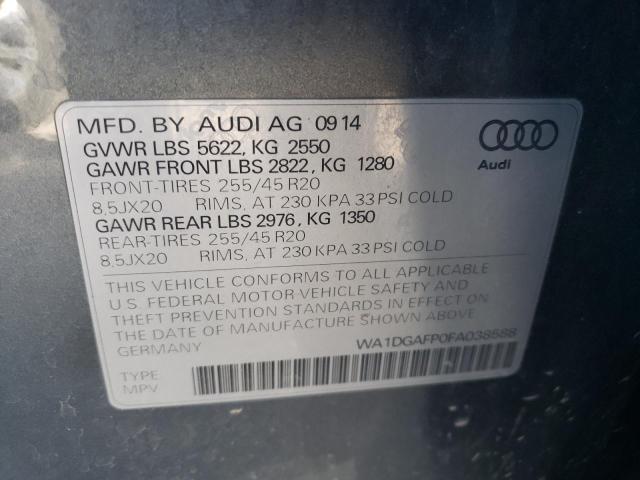 MFD. BY AUDI AG 0914
GVWR LBS 5622, KG 2550
GAWR FRONT LBS 2822, KG 1280
FRONT-TIRES 255/45 R20
8,5JX20 RIMS, AT 230 KPA 33 PSI COLD
GAWR REAR LBS 2976, KG 1350
REAR-TIRES 255/45 R20
8,5JX20 RIMS, AT 230 KPA 33 PSI COLD
Audi
THIS VEHICLE CONFORMS TO ALL APPLICABLE
U.S. FEDERAL MOTOR-VEHICLE SAFETY AND
THEFT PREVENTION STANDARDS IN EFFECT ON
THE DATE OF MANUFACTURE SHOWN ABOVE.
GERMANY
WA1DGAFP0FA038588
TYPE
MPV